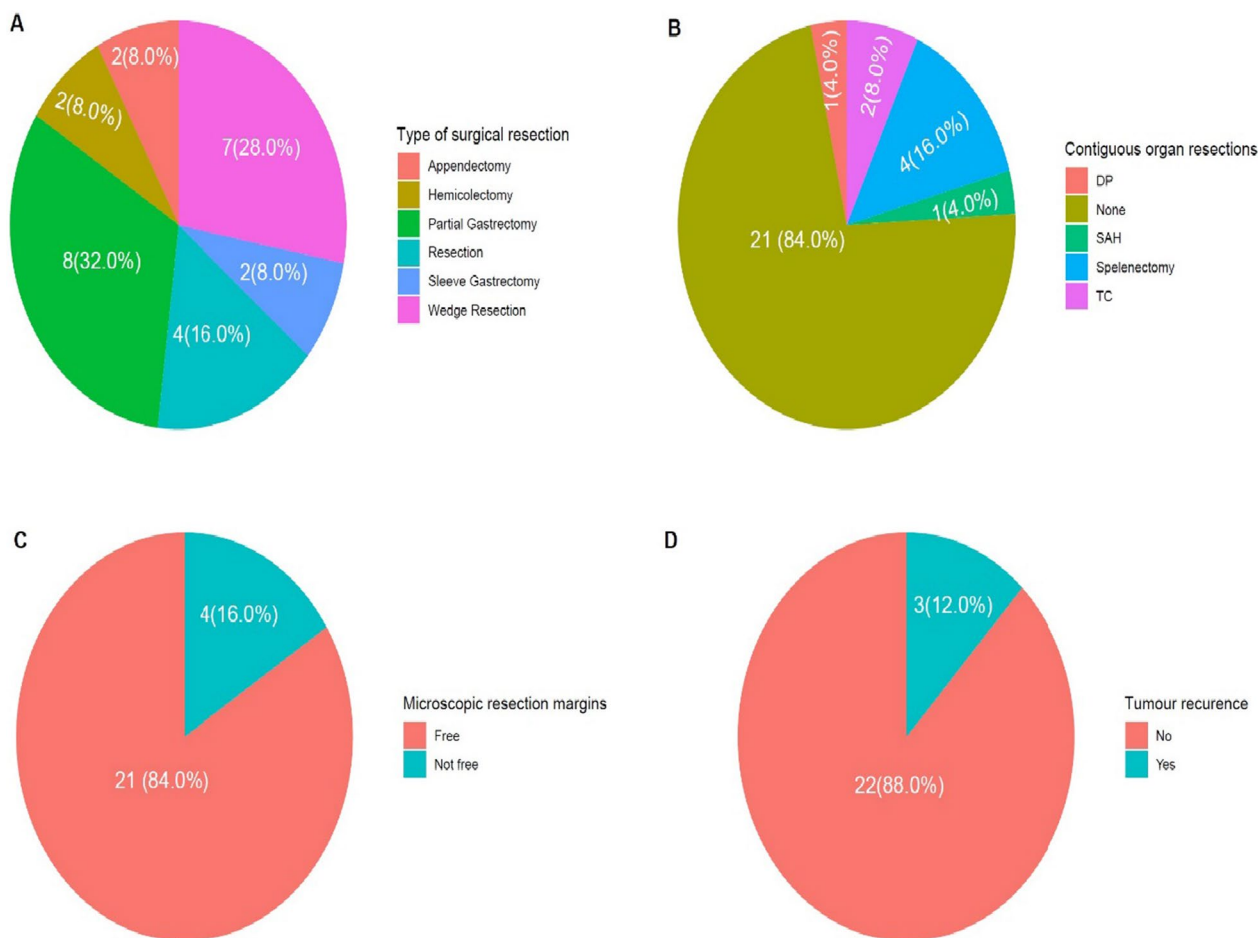 A
2(8.0%)
2(8.0%)
7(28.0%)
8(32.0%)
2(8.0%)
4(16.0%)
Type of surgical resection
Appendectomy
Hemicolectomy
Partial Gastrectomy
Resection
Sleeve Gastrectomy
Wedge Resection
B
1(4.0%)
2(8.0%)
4(16.0%)
1(4.0%)
21 (84.0%)
Contiguous organ resections
DP
None
SAH
Spelenectomy
TC
C
4(16.0%)
21 (84.0%)
Microscopic resection margins
Free
Not free
D
3(12.0%)
22(88.0%)
Tumour recurence
No
Yes